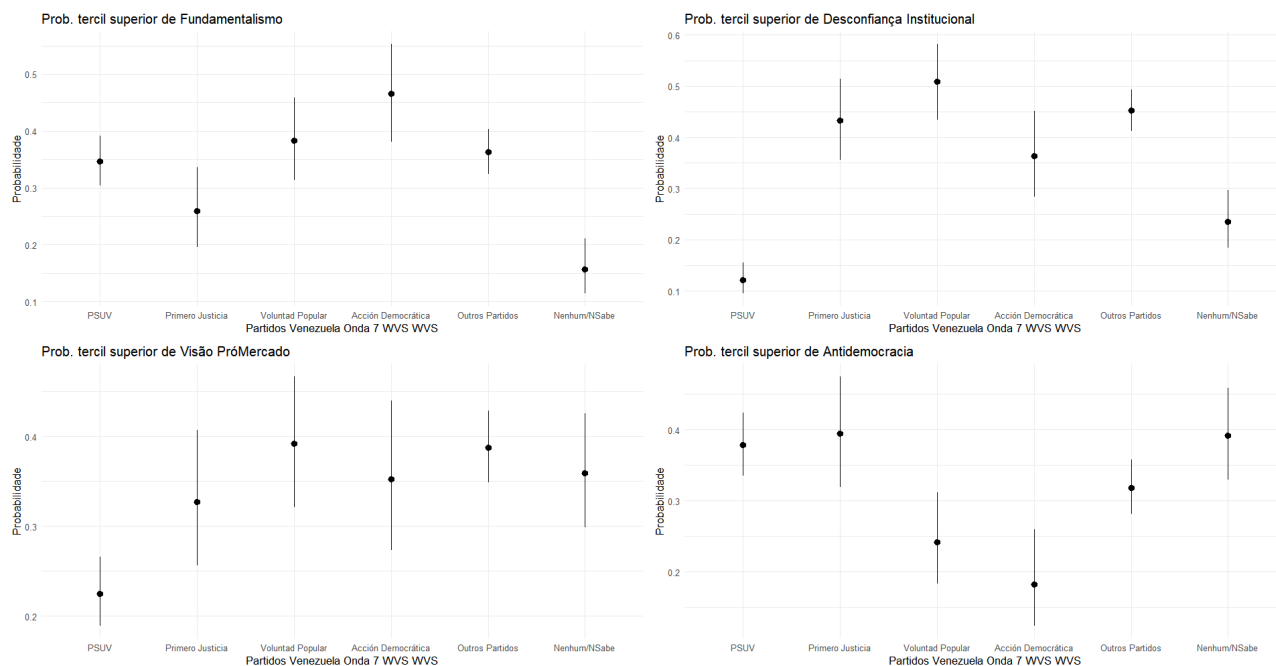 Prob. tercil superior de Fundamentalismo
Probabilidade
0.5
0.4
0.3
0.2
0.1
PSUV Primero Justicia Voluntad Popular Acción Democrática Outros Partidos Nenhum/NSabe
Partidos Venezuela Onda 7 WVS WVS
Prob. tercil superior de Desconfiança Institucional
Probabilidade
0.6
0.5
0.4
0.3
0.2
0.1
PSUV Primero Justicia Voluntad Popular Acción Democrática Outros Partidos Nenhum/NSabe
Partidos Venezuela Onda 7 WVS WVS
Prob. tercil superior de Visão PróMercado
Probabilidade
0.4
0.3
0.2
PSUV Primero Justicia Voluntad Popular Acción Democrática Outros Partidos Nenhum/NSabe
Partidos Venezuela Onda 7 WVS WVS
Prob. tercil superior de Antidemocracia
Probabilidade
0.4
0.3
0.2
PSUV Primero Justicia Voluntad Popular Acción Democrática Outros Partidos Nenhum/NSabe
Partidos Venezuela Onda 7 WVS WVS